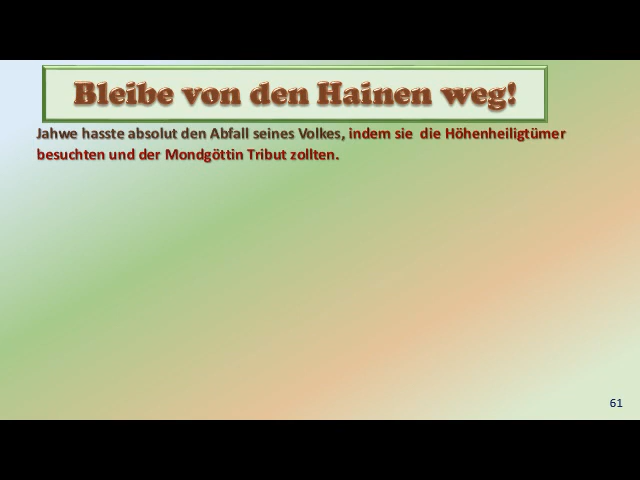 Bleibe von den Hainen weg!
Jahwe hasste absolut den Abfall seines Volkes, indem sie die Höhenheiligtümer
besuchten und der Mondgöttin Tribut zollten.
61